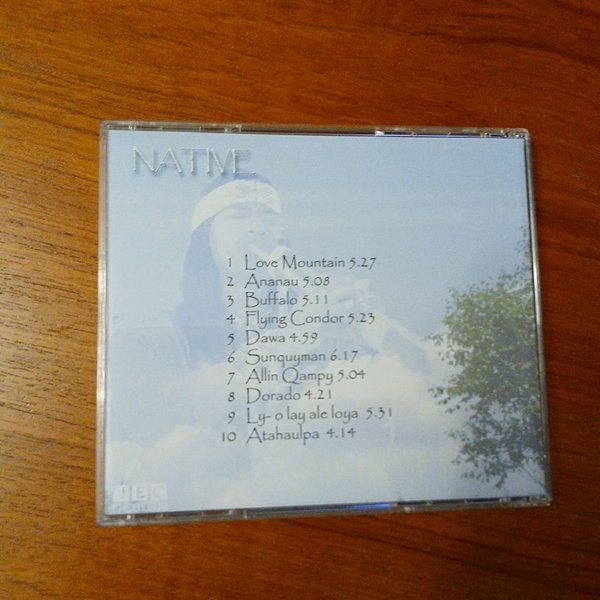 NATIVE
1 Love Mountain 5.27
2 Ananau 5.08
3 Buffalo 5.11
4 Flying Condor 5.23
5 Dawa 4.59
6 Sunquyman 6.17
7 Allin Qampy 5.04
8 Dorado 4.21
9 Ly- o lay ale loya 5.31
10 Atahaulpa 4.14